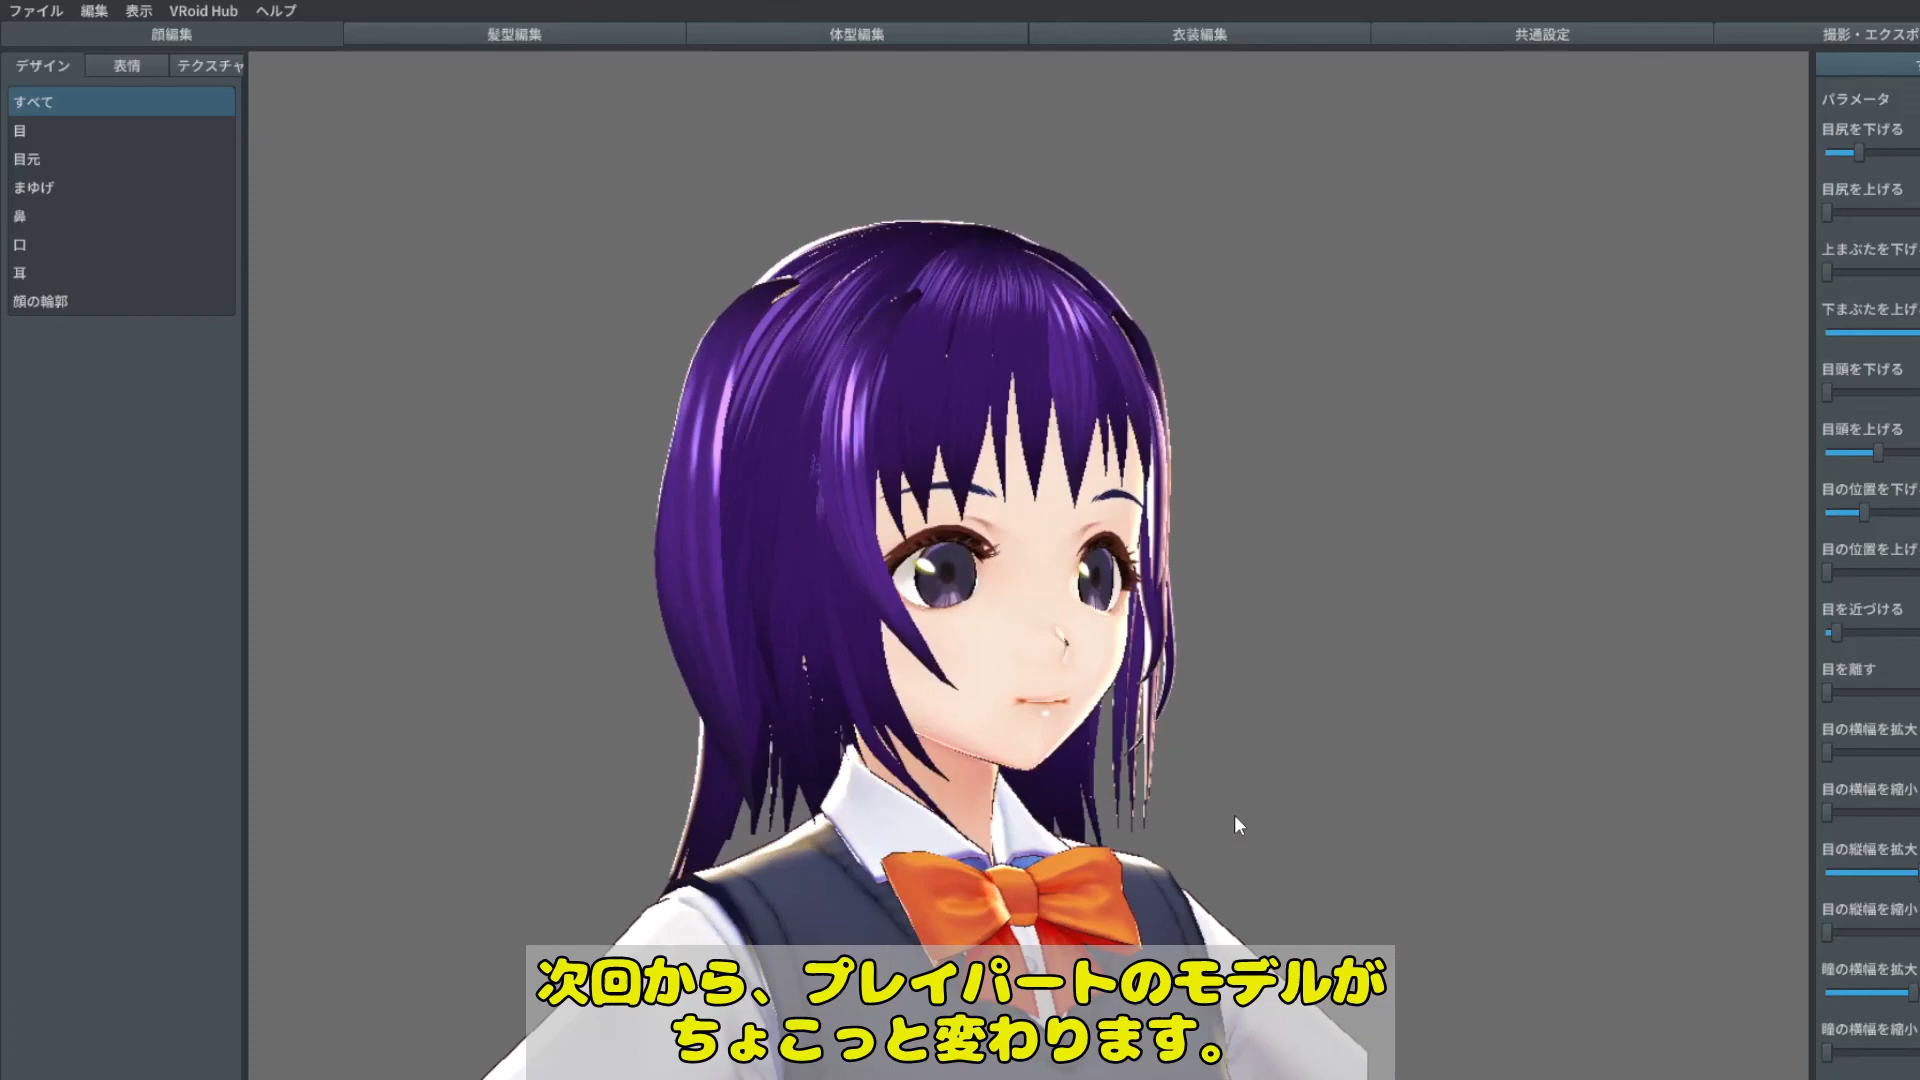 ファイル 編集 表示 VRoid Hub ヘルプ
顔編集 髪型編集 体型編集 衣装編集 共通設定 撮影・エクスポ
デザイン 表情 テクスチャ
すべて
目
目元
まゆげ
鼻
口
耳
顔の輪郭
パラメータ
目尻を下げる
目尻を上げる
上まぶたを下げ
下まぶたを上げ
目頭を下げる
目頭を上げる
目の位置を下げ
目の位置を上げ
目を近づける
目を離す
目の横幅を拡大
目の横幅を縮小
目の縦幅を拡大
目の縦幅を縮小
瞳の横幅を拡大
瞳の横幅を縮小
次回から、プレイパートのモデルが
ちょこっと変わります。